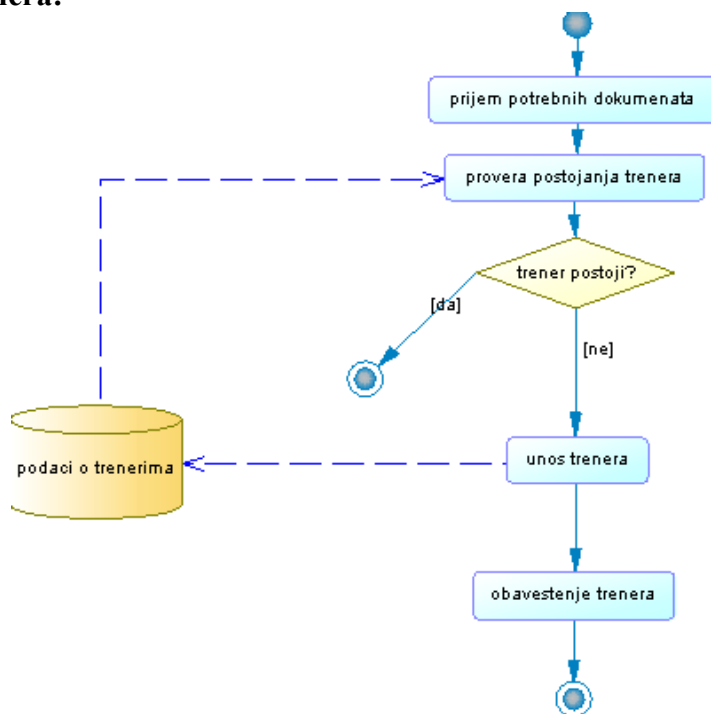 prijem potrebnih dokumenata
provera postojanja trenera
trener postoji?
[da]
[ne]
podaci o trenerima
unos trenera
obavestenje trenera